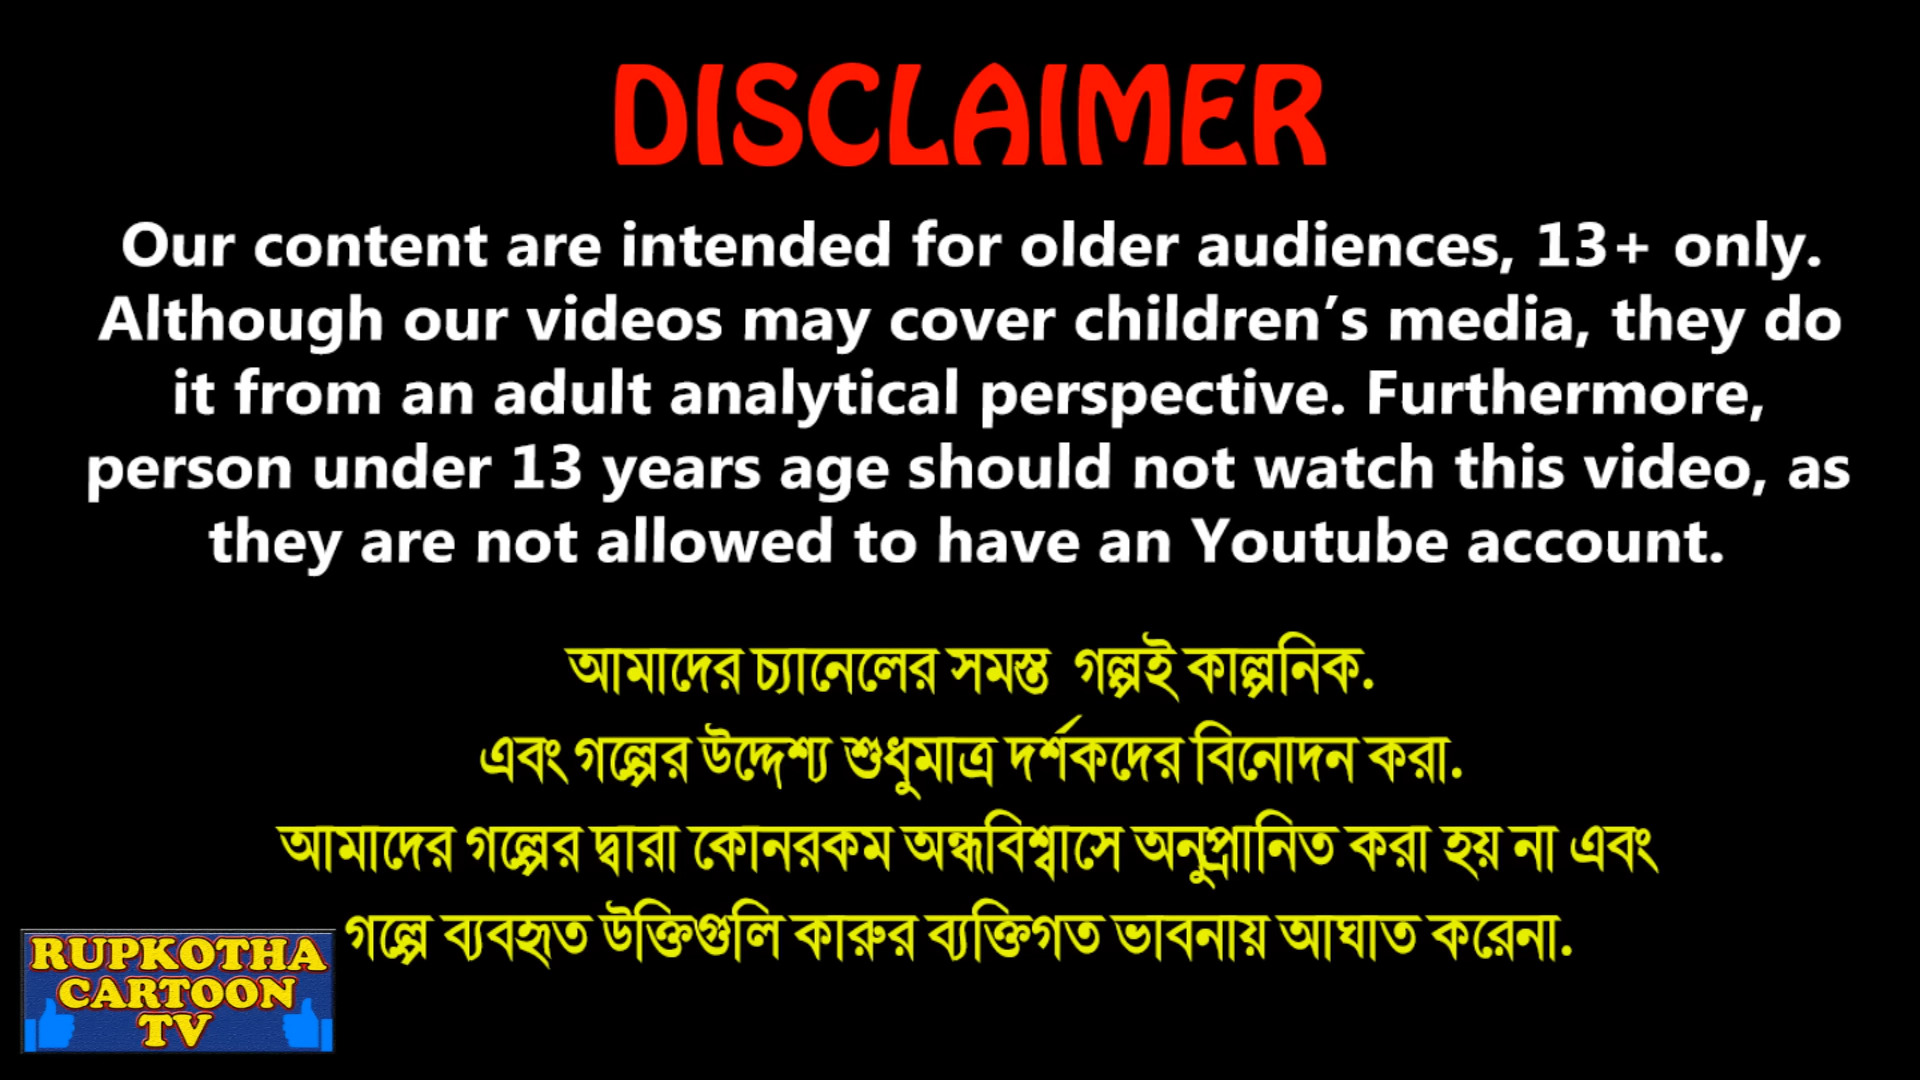 DISCLAIMER
Our content are intended for older audiences, 13+ only.
Although our videos may cover children’s media, they do
it from an adult analytical perspective. Furthermore,
person under 13 years age should not watch this video, as
they are not allowed to have an Youtube account.
আমাদের চ্যানেলের সমস্ত গল্পই কাল্পনিক.
এবং গল্পের উদ্দেশ্য শুধুমাত্র দর্শকদের বিনোদন করা.
আমাদের গল্পের দ্বারা কোনরকম অন্ধবিশ্বাসে অনুপ্রানিত করা হয় না এবং
গল্পে ব্যবহৃত উক্তিগুলি কারুর ব্যক্তিগত ভাবনায় আঘাত করেনা.
RUPKOTHA
CARTOON
TV